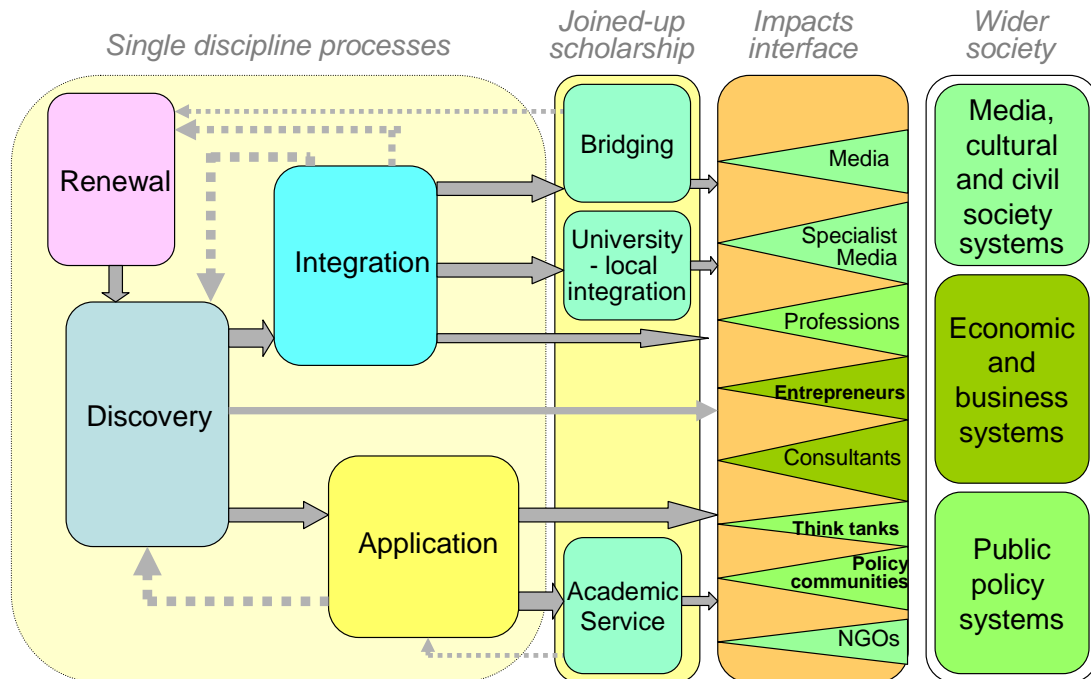 Single discipline processes
Joined-up
scholarship
Impacts
interface
Wider
society
Renewal
Discovery
Integration
Application
Bridging
University
- local
integration
Academic
Service
Media
Specialist
Media
Professions
Entrepreneurs
Consultants
Think tanks
Policy
communities
NGOs
Media,
cultural
and civil
society
systems
Economic
and
business
systems
Public
policy
systems